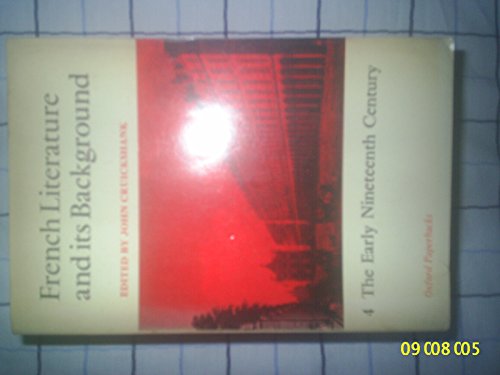 French Literature
and its Background
EDITED BY JOHN CRUICKSHANK
4 The Early Nineteenth Century
Oxford Paperbacks
09 008 005